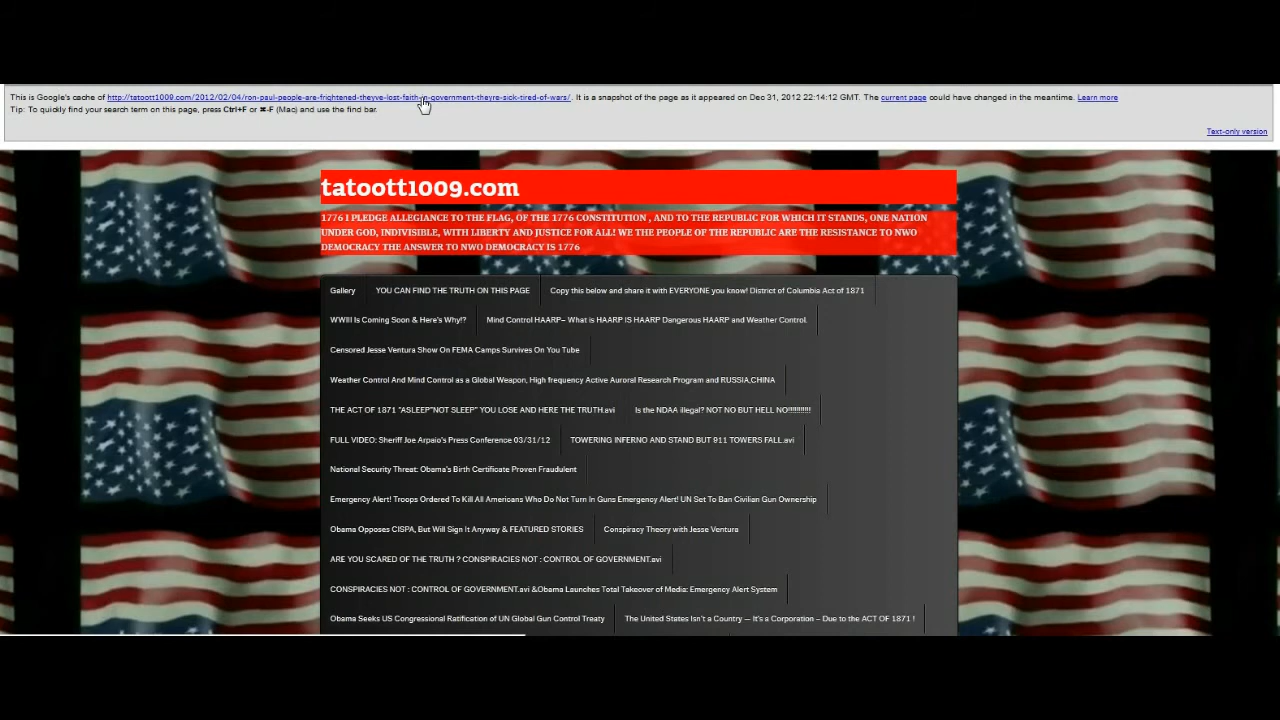 This is Google's cache of http://tatoott1009.com/2012/02/04/ron-paul-people-are-frightened-theyve-lost-faith-in-government-theyre-sick-tired-of-wars/. It is a snapshot of the page as it appeared on Dec 31, 2012 22:14:12 GMT. The current page could have changed in the meantime. Learn more
Tip: To quickly find your search term on this page, press Ctrl+F or ⌘-F (Mac) and use the find bar.
Text-only version
tatoott1009.com
1776 I PLEDGE ALLEGIANCE TO THE FLAG, OF THE 1776 CONSTITUTION , AND TO THE REPUBLIC FOR WHICH IT STANDS, ONE NATION
UNDER GOD, INDIVISIBLE, WITH LIBERTY AND JUSTICE FOR ALL! WE THE PEOPLE OF THE REPUBLIC ARE THE RESISTANCE TO NWO
DEMOCRACY THE ANSWER TO NWO DEMOCRACY IS 1776
Gallery YOU CAN FIND THE TRUTH ON THIS PAGE Copy this below and share it with EVERYONE you know! District of Columbia Act of 1871
WWIII Is Coming Soon & Here's Why!? Mind Control HAARP– What is HAARP IS HAARP Dangerous HAARP and Weather Control.
Censored Jesse Ventura Show On FEMA Camps Survives On You Tube
Weather Control And Mind Control as a Global Weapon, High frequency Active Auroral Research Program and RUSSIA,CHINA
THE ACT OF 1871 "ASLEEP"NOT SLEEP" YOU LOSE AND HERE THE TRUTH.avi Is the NDAA illegal? NOT NO BUT HELL NO!!!!!!!!!!!
FULL VIDEO: Sheriff Joe Arpaio's Press Conference 03/31/12 TOWERING INFERNO AND STAND BUT 911 TOWERS FALL.avi
National Security Threat: Obama's Birth Certificate Proven Fraudulent
Emergency Alert! Troops Ordered To Kill All Americans Who Do Not Turn In Guns Emergency Alert! UN Set To Ban Civilian Gun Ownership
Obama Opposes CISPA, But Will Sign It Anyway & FEATURED STORIES Conspiracy Theory with Jesse Ventura
ARE YOU SCARED OF THE TRUTH ? CONSPIRACIES NOT : CONTROL OF GOVERNMENT.avi
CONSPIRACIES NOT : CONTROL OF GOVERNMENT.avi &Obama Launches Total Takeover of Media: Emergency Alert System
Obama Seeks US Congressional Ratification of UN Global Gun Control Treaty The United States Isn't a Country — It's a Corporation – Due to the ACT OF 1871 !